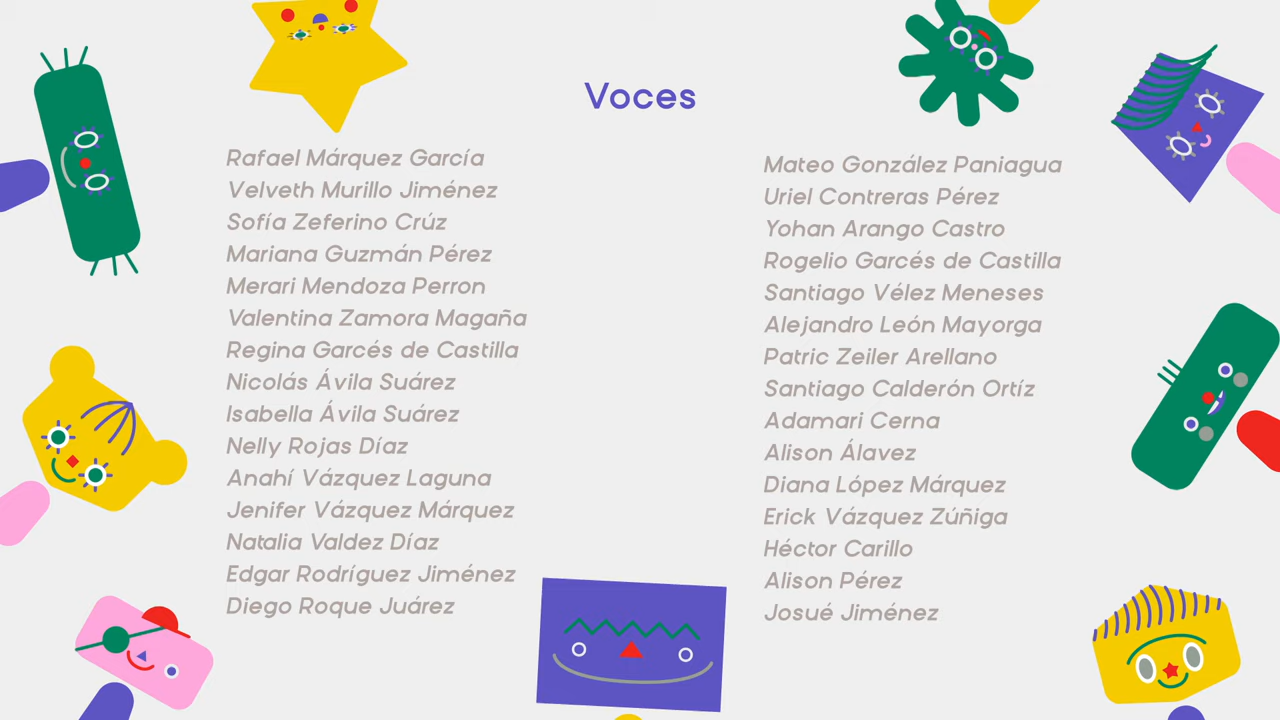 Voces
Rafael Márquez García
Velveth Murillo Jiménez
Sofía Zeferino Crúz
Mariana Guzmán Pérez
Merari Mendoza Perron
Valentina Zamora Magaña
Regina Garcés de Castilla
Nicolás Ávila Suárez
Isabella Ávila Suárez
Nelly Rojas Díaz
Anahí Vázquez Laguna
Jenifer Vázquez Márquez
Natalia Valdez Díaz
Edgar Rodríguez Jiménez
Diego Roque Juárez
Mateo González Paniagua
Uriel Contreras Pérez
Yohan Arango Castro
Rogelio Garcés de Castilla
Santiago Vélez Meneses
Alejandro León Mayorga
Patric Zeiler Arellano
Santiago Calderón Ortíz
Adamari Cerna
Alison Álavez
Diana López Márquez
Erick Vázquez Zúñiga
Héctor Carillo
Alison Pérez
Josué Jiménez